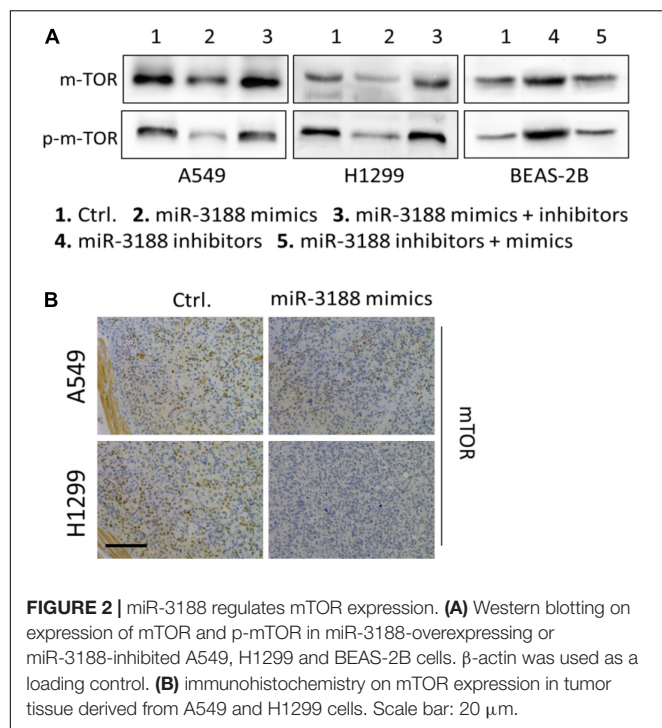 A
1 2 3 1 2 3 1 4 5
m-TOR
p-m-TOR
A549 H1299 BEAS-2B
1. Ctrl. 2. miR-3188 mimics 3. miR-3188 mimics + inhibitors
4. miR-3188 inhibitors 5. miR-3188 inhibitors + mimics
B
Ctrl. miR-3188 mimics
A549
mTOR
H1299
FIGURE 2 | miR-3188 regulates mTOR expression. (A) Western blotting on
expression of mTOR and p-mTOR in miR-3188-overexpressing or
miR-3188-inhibited A549, H1299 and BEAS-2B cells. β-actin was used as a
loading control. (B) immunohistochemistry on mTOR expression in tumor
tissue derived from A549 and H1299 cells. Scale bar: 20 μm.